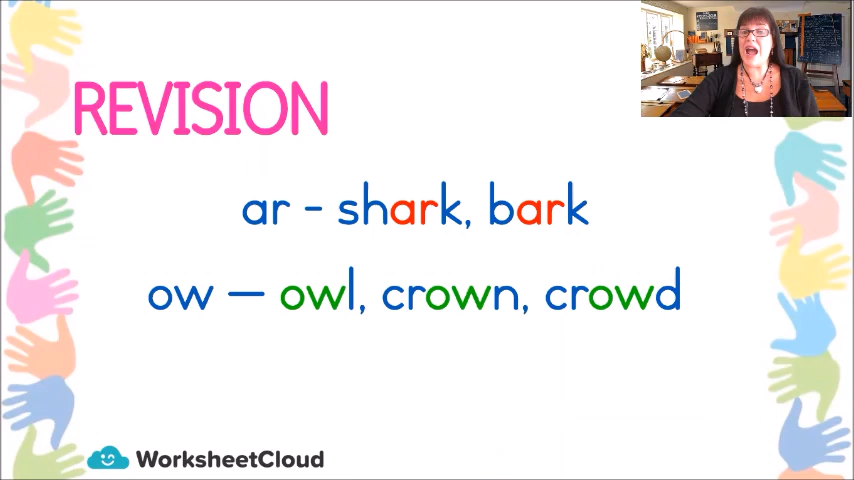 REVISION
ar - shark, bark
ow — owl, crown, crowd
WorksheetCloud